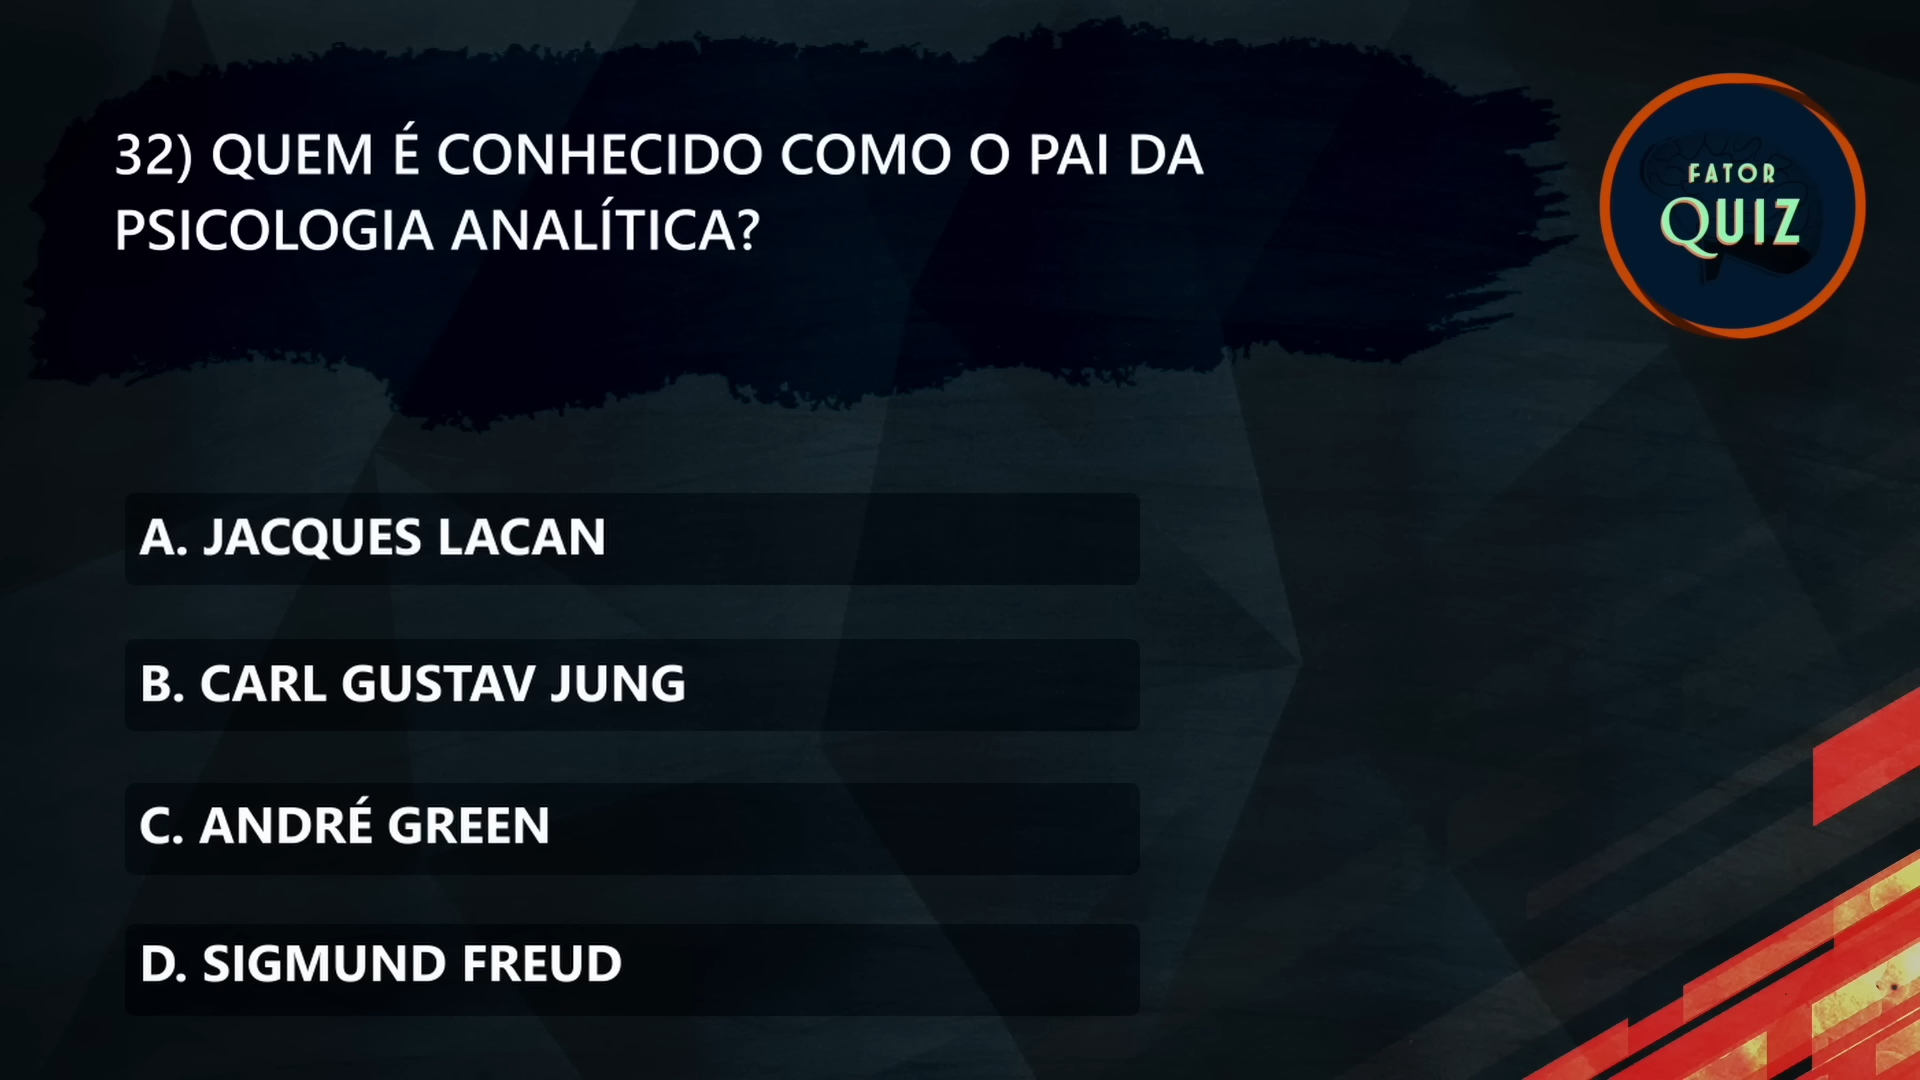 32) QUEM É CONHECIDO COMO O PAI DA
PSICOLOGIA ANALÍTICA?
FATOR
QUIZ
A. JACQUES LACAN
B. CARL GUSTAV JUNG
C. ANDRÉ GREEN
D. SIGMUND FREUD